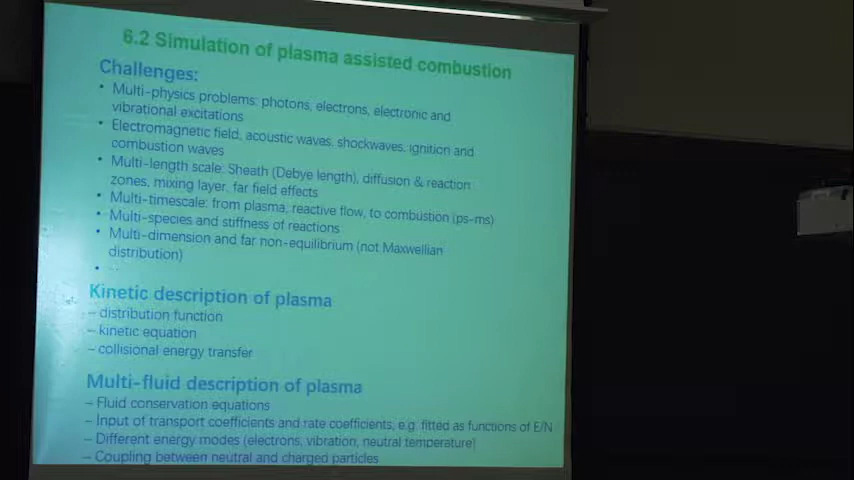 6.2 Simulation of plasma assisted combustion
Challenges:
• Multi-physics problems: photons, electrons, electronic and
vibrational excitations
• Electromagnetic field, acoustic waves, shockwaves, ignition and
combustion waves
• Multi-length scale: Sheath (Debye length), diffusion & reaction
zones, mixing layer, far field effects
• Multi-timescale: from plasma, reactive flow, to combustion (ps-ms)
• Multi-species and stiffness of reactions
• Multi-dimension and far non-equilibrium (not Maxwellian
distribution)
• ...
Kinetic description of plasma
– distribution function
– kinetic equation
– collisional energy transfer
Multi-fluid description of plasma
– Fluid conservation equations
– Input of transport coefficients and rate coefficients, e.g. fitted as functions of E/N
– Different energy modes (electrons, vibration, neutral temperature)
– Coupling between neutral and charged particles